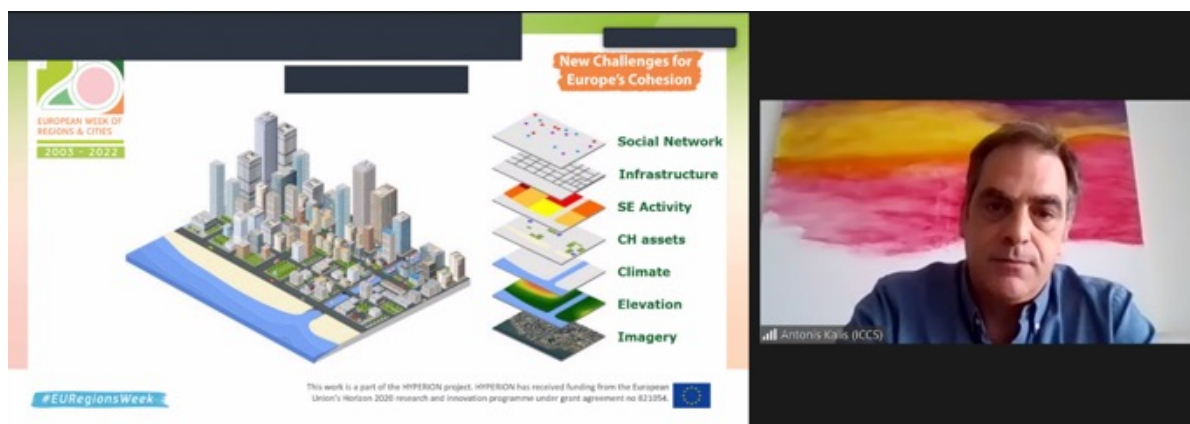 New Challenges for
Europe's Cohesion
20
EUROPEAN WEEK OF
REGIONS & CITIES
2003 - 2022
Social Network
Infrastructure
SE Activity
CH assets
Climate
Elevation
Imagery
Antonis Kalis (ICCS)
This work is a part of the HYPERION project. HYPERION has received funding from the European
Union's Horizon 2020 research and innovation programme under grant agreement no 821054.
#EURegionsWeek